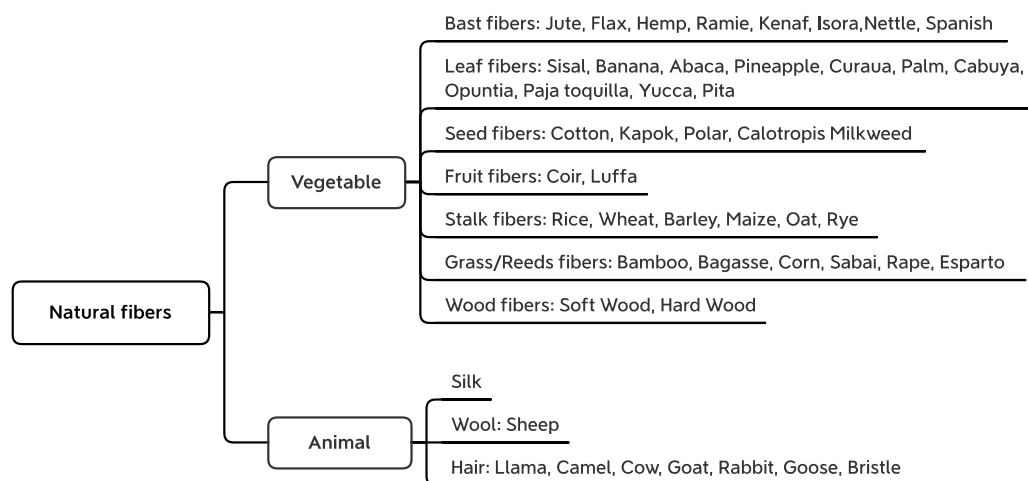 Bast fibers: Jute, Flax, Hemp, Ramie, Kenaf, Isora,Nettle, Spanish
Leaf fibers: Sisal, Banana, Abaca, Pineapple, Curaua, Palm, Cabuya,
Opuntia, Paja toquilla, Yucca, Pita
Seed fibers: Cotton, Kapok, Polar, Calotropis Milkweed
Vegetable
Fruit fibers: Coir, Luffa
Stalk fibers: Rice, Wheat, Barley, Maize, Oat, Rye
Grass/Reeds fibers: Bamboo, Bagasse, Corn, Sabai, Rape, Esparto
Natural fibers
Wood fibers: Soft Wood, Hard Wood
Silk
Animal
Wool: Sheep
Hair: Llama, Camel, Cow, Goat, Rabbit, Goose, Bristle